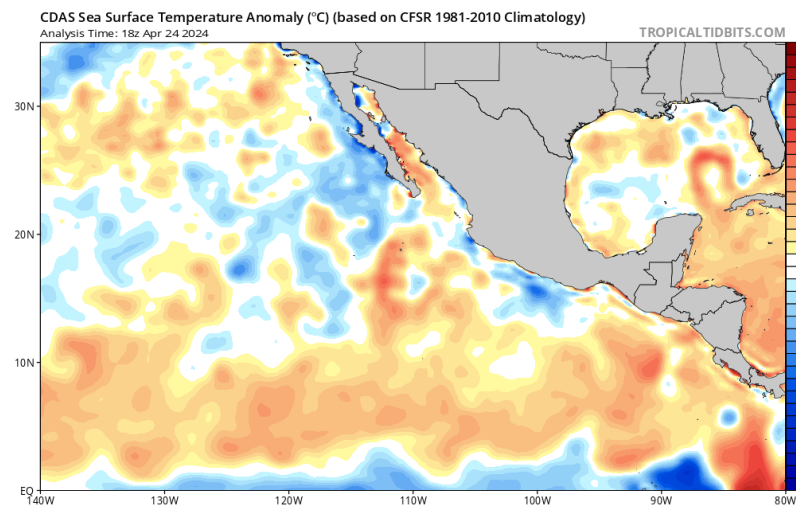 CDAS Sea Surface Temperature Anomaly (°C) (based on CFSR 1981-2010 Climatology)
Analysis Time: 18z Apr 24 2024
TROPICALTIDBITS.COM
30N
20N
10N
EQ
140W
130W
120W
110W
100W
90W
80W